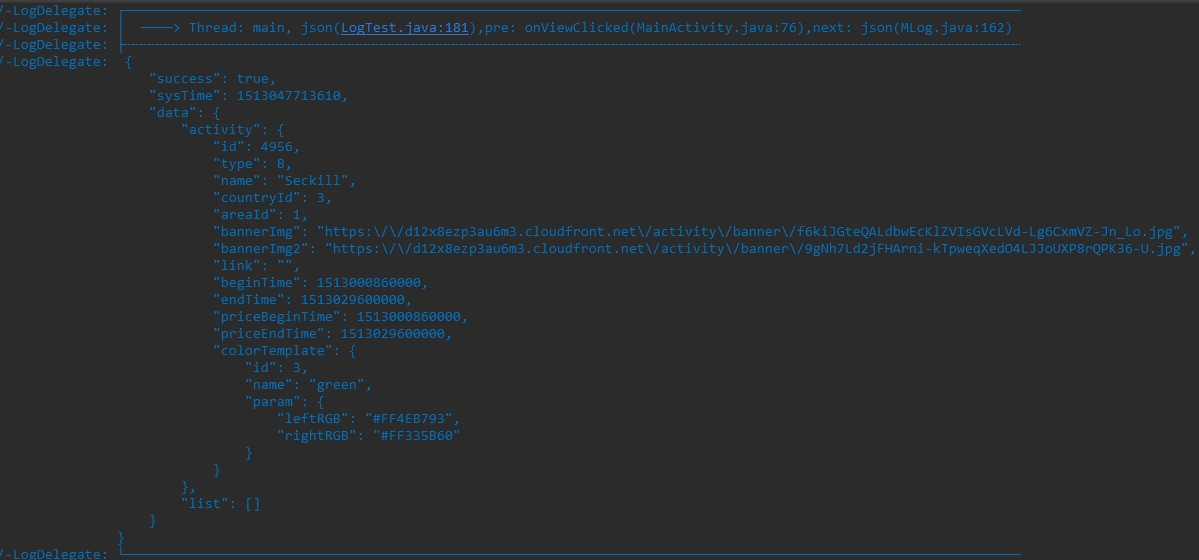 /-LogDelegate:
/-LogDelegate: ────> Thread: main, json(LogTest.java:181),pre: onViewClicked(MainActivity.java:76),next: json(MLog.java:162)
/-LogDelegate:
/-LogDelegate: {
"success": true,
"sysTime": 1513047713610,
"data": {
"activity": {
"id": 4956,
"type": 8,
"name": "Seckill",
"countryId": 3,
"areaId": 1,
"bannerImg": "https:\/\/d12x8ezp3au6m3.cloudfront.net\/activity\/banner\/f6kiJGteQALdbwEcKlZVIsGVcLVd-Lg6CxmVZ-Jn_Lo.jpg",
"bannerImg2": "https:\/\/d12x8ezp3au6m3.cloudfront.net\/activity\/banner\/9gNh7Ld2jFHArni-kTpweqXedO4LJJoUXP8rQPK36-U.jpg",
"link": "",
"beginTime": 1513000860000,
"endTime": 1513029600000,
"priceBeginTime": 1513000860000,
"priceEndTime": 1513029600000,
"colorTemplate": {
"id": 3,
"name": "green",
"param": {
"leftRGB": "#FF4EB793",
"rightRGB": "#FF335B60"
}
}
},
"list": []
}
}
/-LogDelegate: